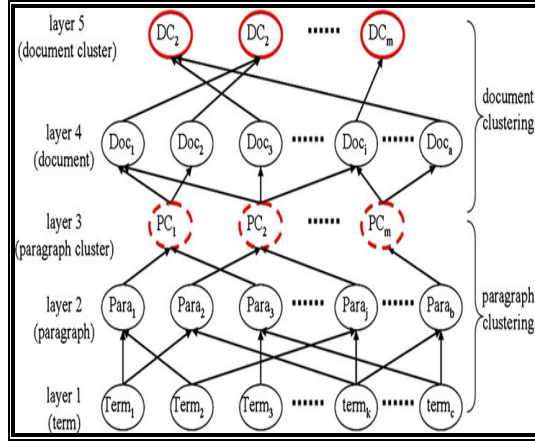 layer 5
(document cluster)
DC2 DC2 ...... DCm
document
clustering
layer 4
(document)
Doc1 Doc2 Doc3 ...... Doci ...... Doca
layer 3
(paragraph cluster)
PC1 PC2 ...... PCm
layer 2
(paragraph)
Para1 Para2 Para3 ...... Paraj ...... Parab
paragraph
clustering
layer 1
(term)
Term1 Term2 Term3 ...... termk ...... termc